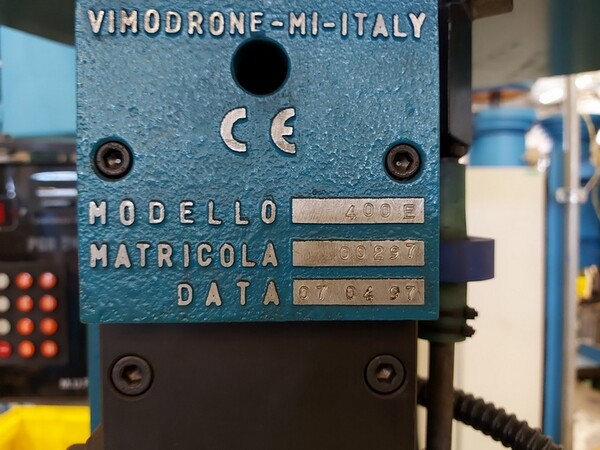 VIMODRONE-MI-ITALY
CE
MODELLO 400E
MATRICOLA 00297
DATA 07 04 97